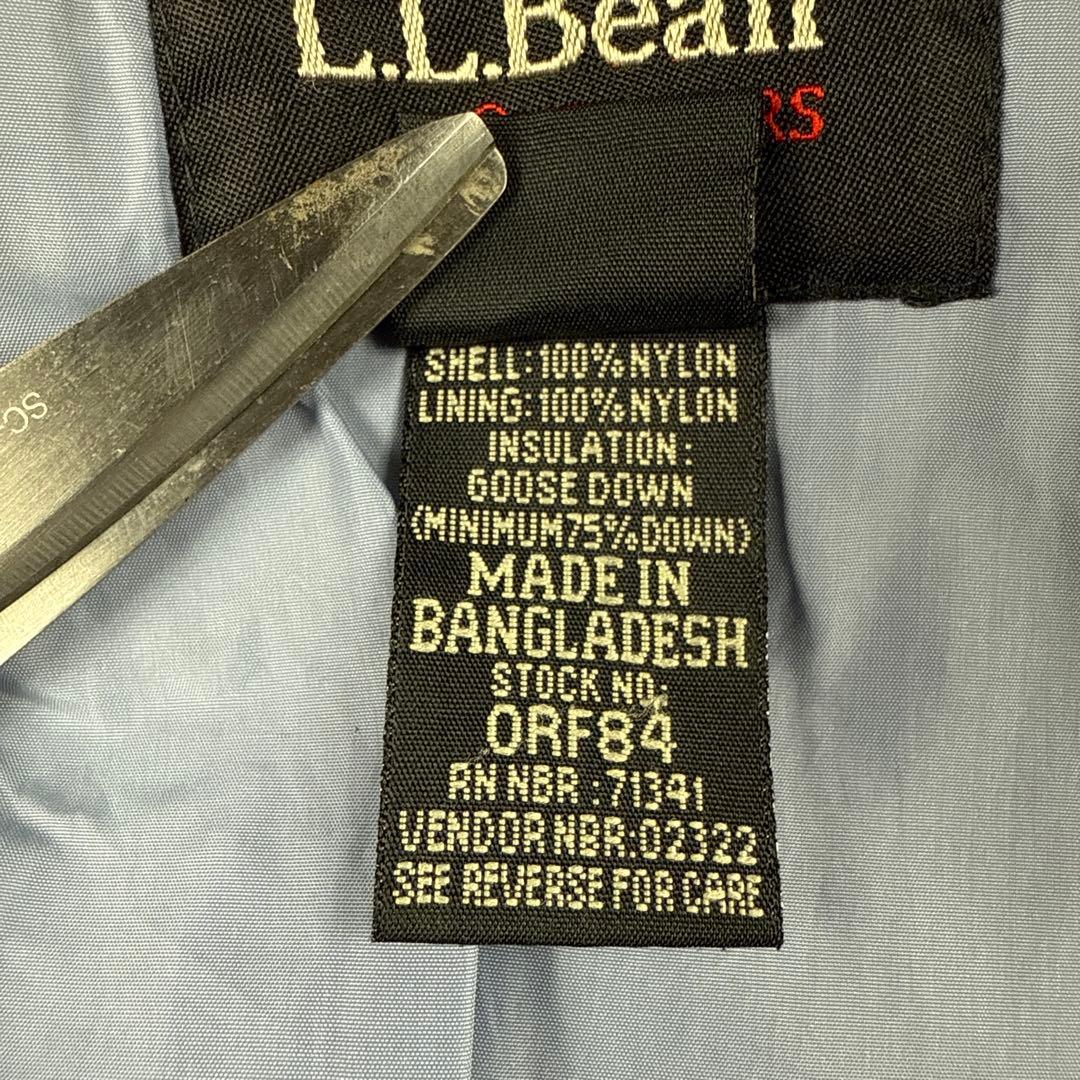 L.L.Bean
RS
SHELL: 100% NYLON
LINING: 100% NYLON
INSULATION:
GOOSE DOWN
(MINIMUM 75% DOWN)
MADE IN
BANGLADESH
STOCK NO.:
0RF84
RN NBR :71341
VENDOR NBR:02322
SEE REVERSE FOR CARE